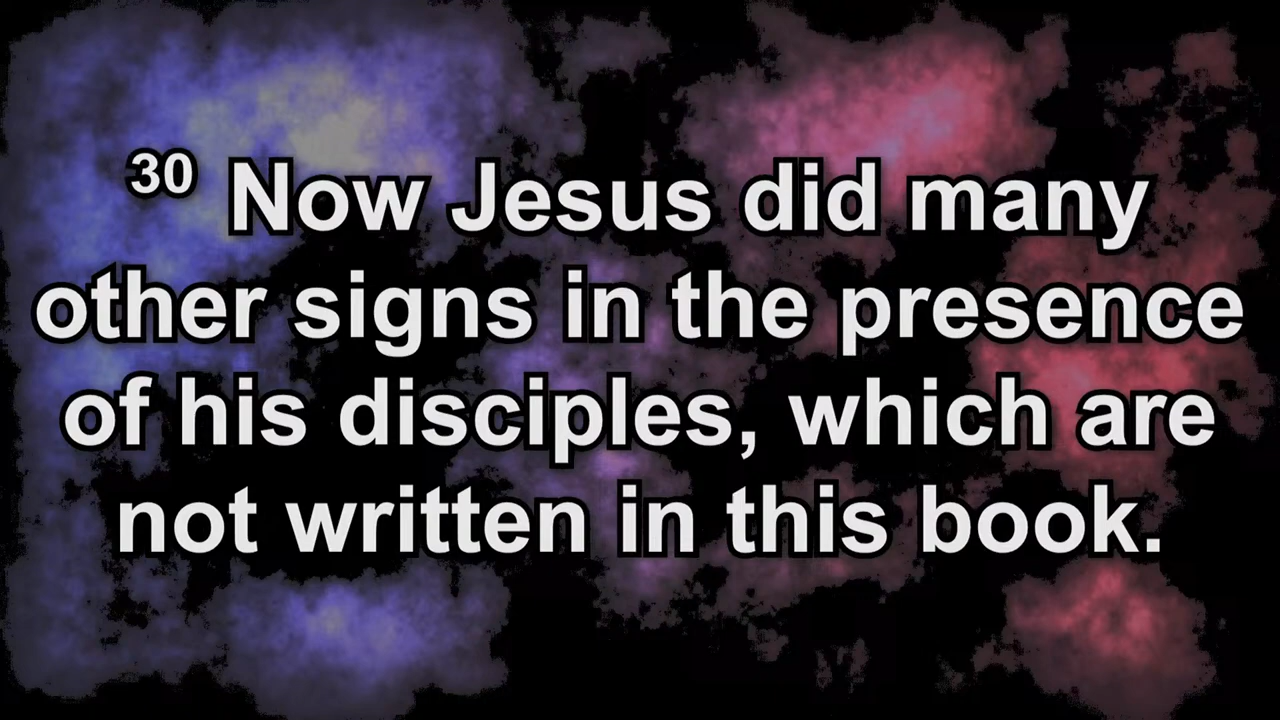 30 Now Jesus did many
other signs in the presence
of his disciples, which are
not written in this book.